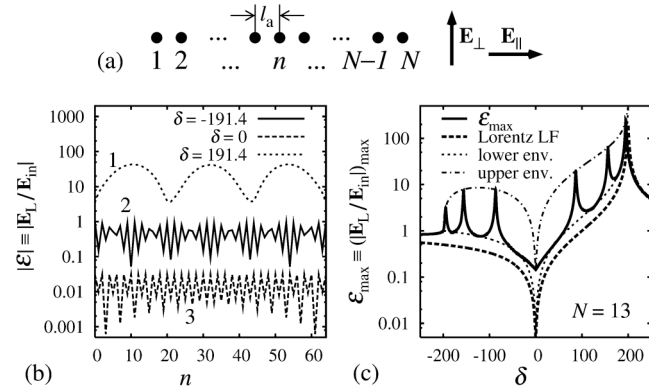 l_a
E⊥ E∥
(a) 1 2 ... ... n ... ... N–1 N
1000
100
10
1
0.1
0.01
0.001
|ε| ≡ |E_L / E_in|
δ = -191.4
δ = 0
δ = 191.4
1
2
3
0 10 20 30 40 50 60
(b) n
100
10
1
0.1
0.01
ε_max ≡ (|E_L / E_in|)_max
ε_max
Lorentz LF
lower env.
upper env.
N = 13
-200 -100 0 100 200
(c) δ